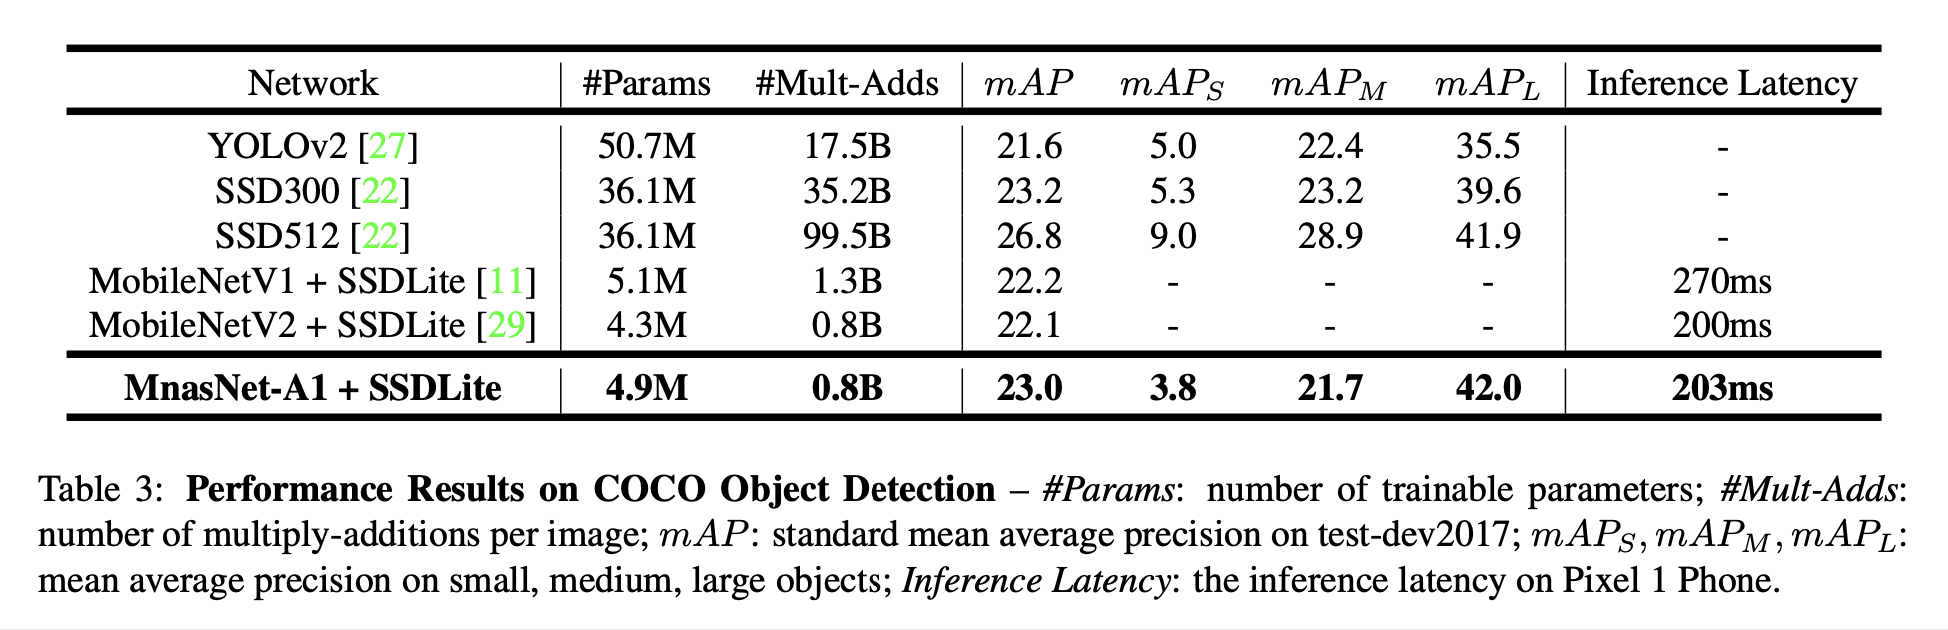 Network #Params #Mult-Adds mAP mAP_S mAP_M mAP_L Inference Latency
YOLOv2 [27] 50.7M 17.5B 21.6 5.0 22.4 35.5 -
SSD300 [22] 36.1M 35.2B 23.2 5.3 23.2 39.6 -
SSD512 [22] 36.1M 99.5B 26.8 9.0 28.9 41.9 -
MobileNetV1 + SSDLite [11] 5.1M 1.3B 22.2 - - - 270ms
MobileNetV2 + SSDLite [29] 4.3M 0.8B 22.1 - - - 200ms
MnasNet-A1 + SSDLite 4.9M 0.8B 23.0 3.8 21.7 42.0 203ms
Table 3: Performance Results on COCO Object Detection – #Params: number of trainable parameters; #Mult-Adds:
number of multiply-additions per image; mAP: standard mean average precision on test-dev2017; mAP_S, mAP_M, mAP_L:
mean average precision on small, medium, large objects; Inference Latency: the inference latency on Pixel 1 Phone.